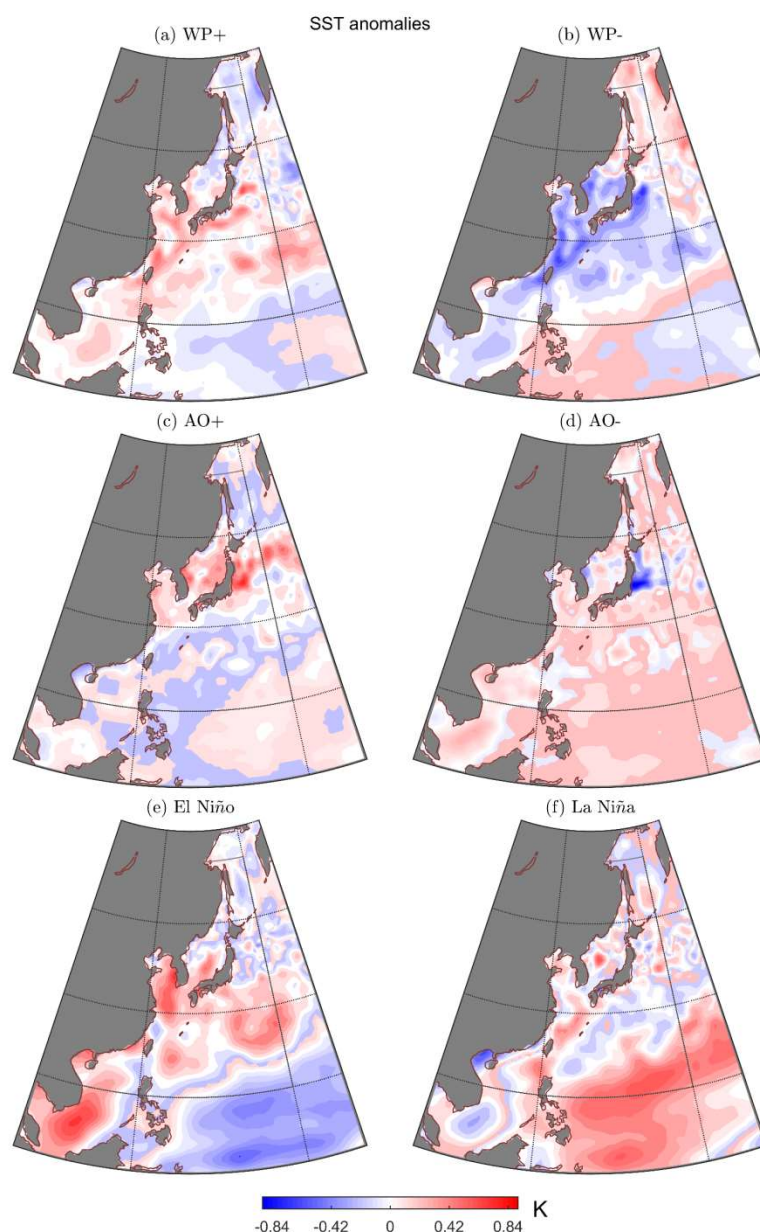 SST anomalies
(a) WP+
(b) WP-
(c) AO+
(d) AO-
(e) El Niño
(f) La Niña
K
-0.84 -0.42 0 0.42 0.84